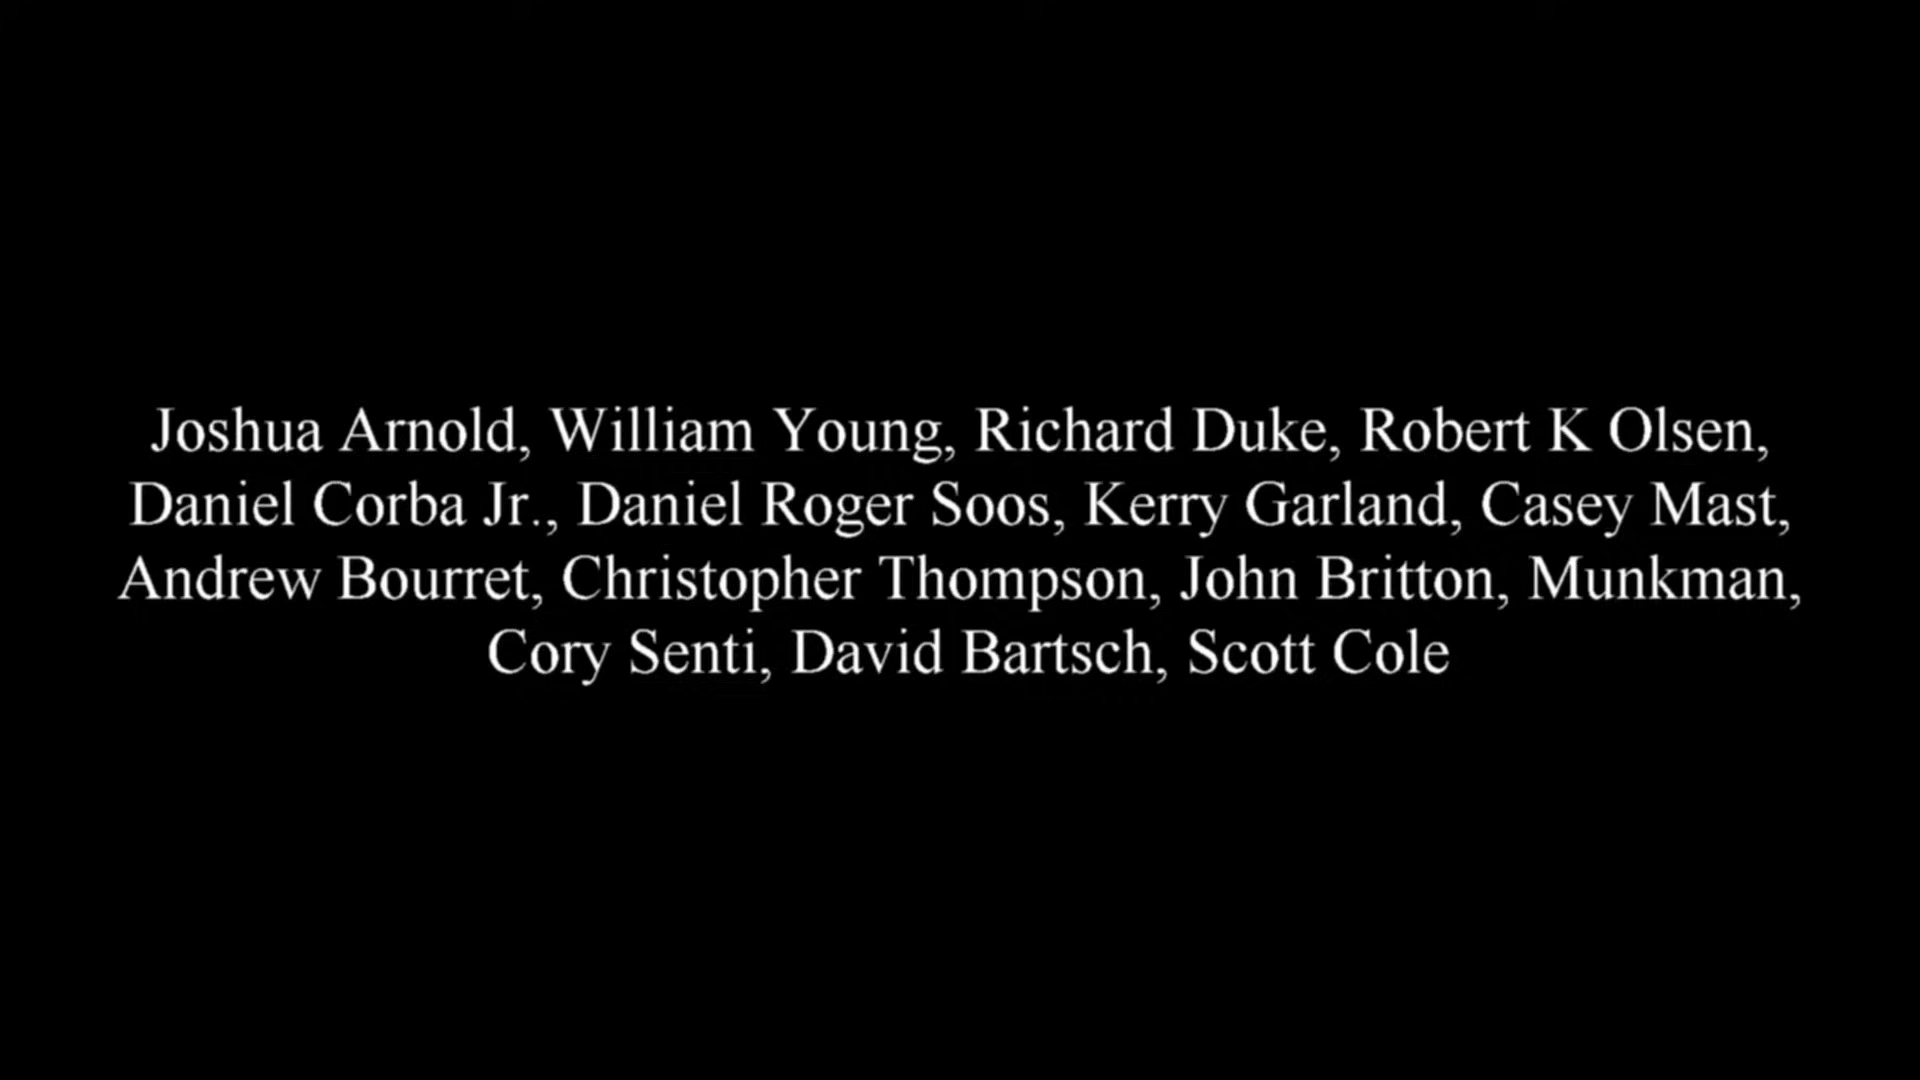 Joshua Arnold, William Young, Richard Duke, Robert K Olsen,
Daniel Corba Jr., Daniel Roger Soos, Kerry Garland, Casey Mast,
Andrew Bourret, Christopher Thompson, John Britton, Munkman,
Cory Senti, David Bartsch, Scott Cole